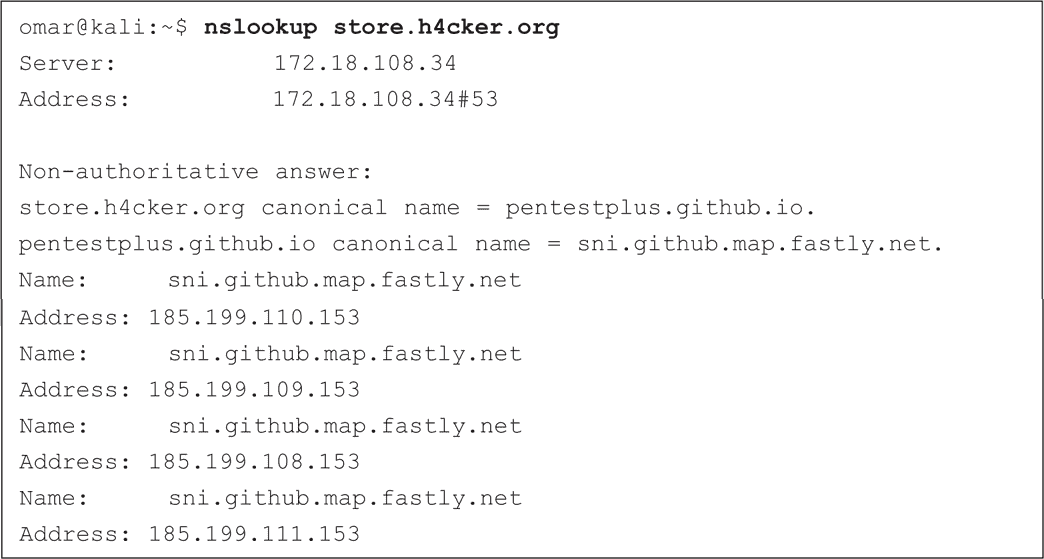 omar@kali:~$ nslookup store.h4cker.org
Server: 172.18.108.34
Address: 172.18.108.34#53
Non-authoritative answer:
store.h4cker.org canonical name = pentestplus.github.io.
pentestplus.github.io canonical name = sni.github.map.fastly.net.
Name: sni.github.map.fastly.net
Address: 185.199.110.153
Name: sni.github.map.fastly.net
Address: 185.199.109.153
Name: sni.github.map.fastly.net
Address: 185.199.108.153
Name: sni.github.map.fastly.net
Address: 185.199.111.153